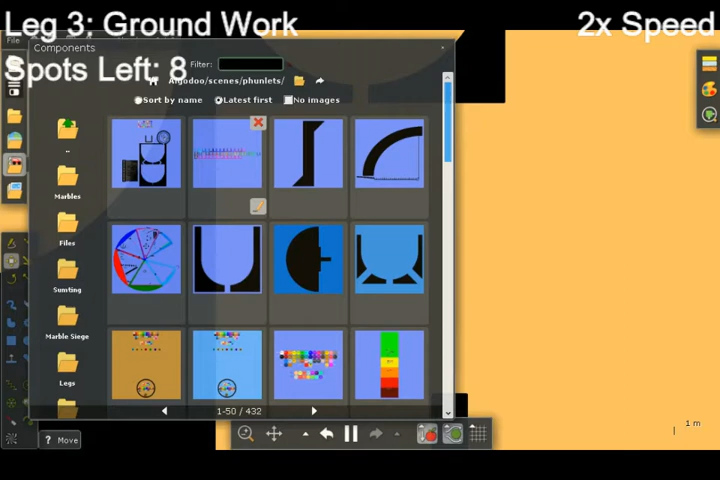 Leg 3: Ground Work
2x Speed
File
Components
Spots Left: 8
Filter:
Algodoo/scenes/phunlets/
Sort by name
Latest first
No images
..
Marbles
Files
Sumting
Marble Siege
Legs
1-50 / 432
? Move
1 m